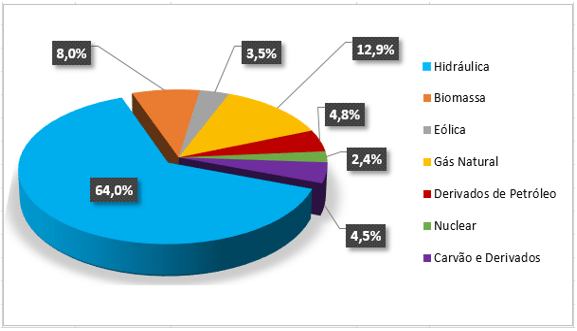 8,0%
3,5%
12,9%
4,8%
2,4%
4,5%
64,0%
Hidráulica
Biomassa
Eólica
Gás Natural
Derivados de Petróleo
Nuclear
Carvão e Derivados